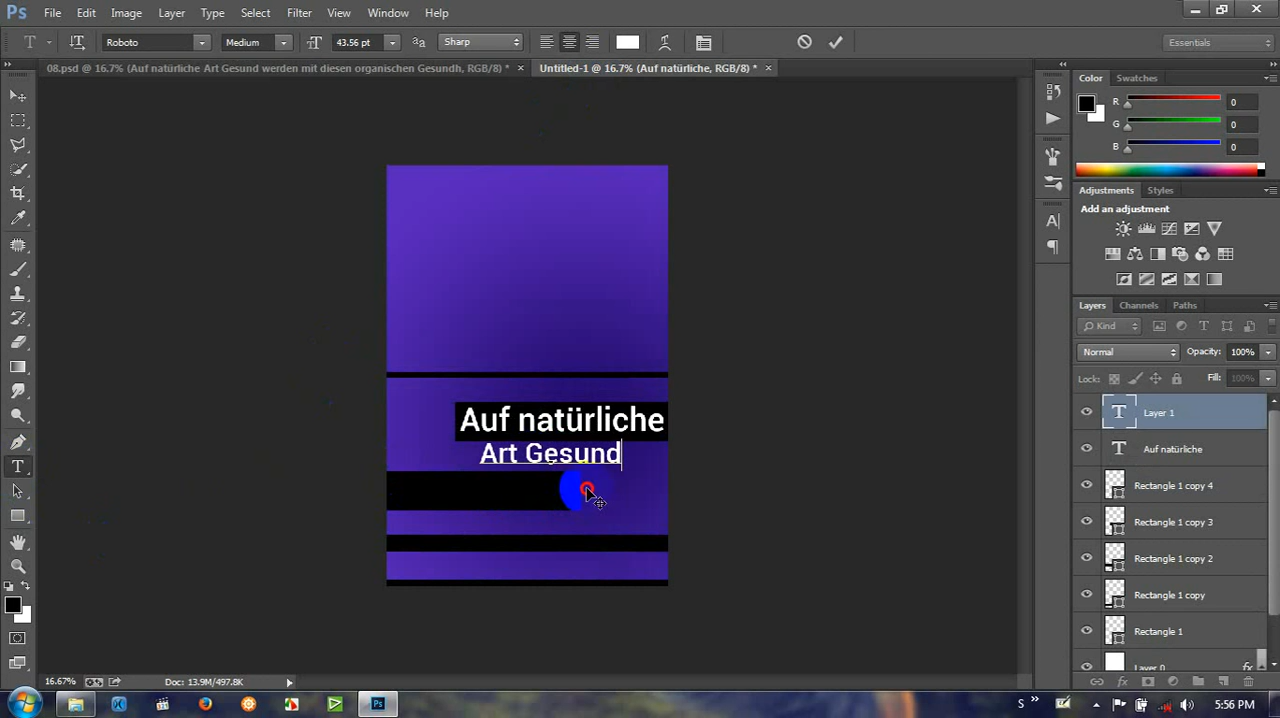 Ps File Edit Image Layer Type Select Filter View Window Help
T Roboto Medium 43.56 pt Sharp Essentials
08.psd @ 16.7% (Auf natürliche Art Gesund werden mit diesen organischen Gesundh, RGB/8) * × Untitled-1 @ 16.7% (Auf natürliche, RGB/8) * ×
Color Swatches
R 0
G 0
B 0
Adjustments Styles
Add an adjustment
Layers Channels Paths
Kind
Normal Opacity: 100%
Lock: Fill: 100%
T Layer 1
T Auf natürliche
Rectangle 1 copy 4
Rectangle 1 copy 3
Rectangle 1 copy 2
Rectangle 1 copy
Rectangle 1
Layer 0 fx
Auf natürliche
Art Gesund
16.67% Doc: 13.9M/497.8K
S 5:56 PM